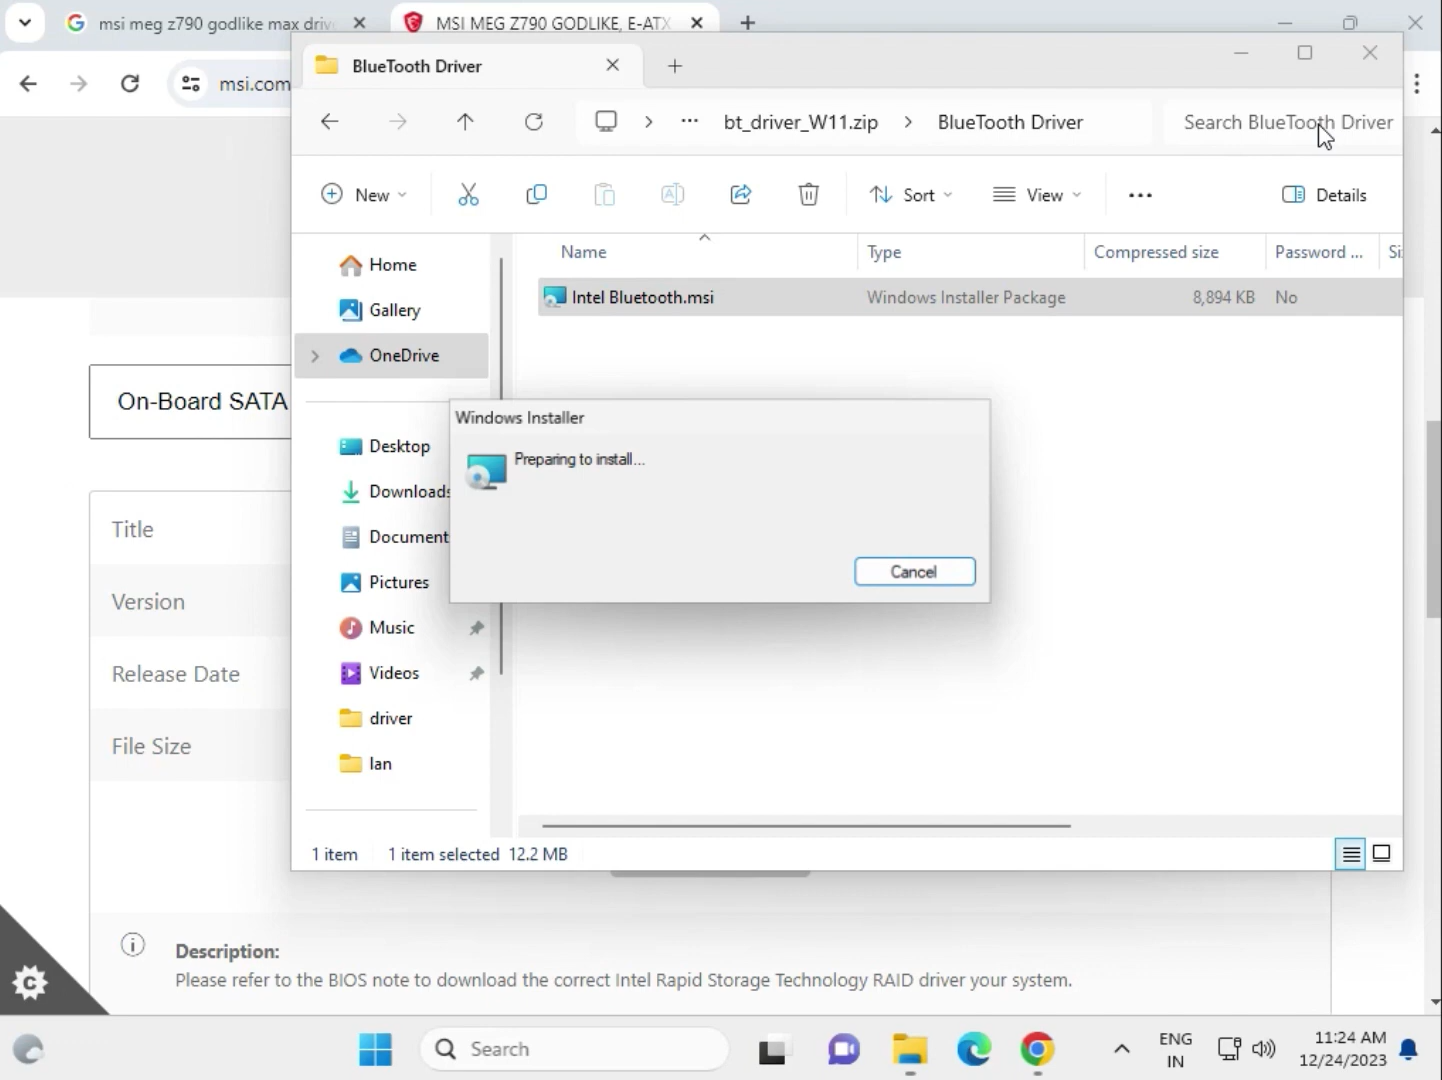 msi meg z790 godlike max driv
MSI MEG Z790 GODLIKE, E-ATX
msi.com
BlueTooth Driver
bt_driver_W11.zip > BlueTooth Driver
Search BlueTooth Driver
New
Sort
View
Details
Name
Type
Compressed size
Password ...
Si
Home
Gallery
OneDrive
Desktop
Downloads
Document
Pictures
Music
Videos
driver
lan
Intel Bluetooth.msi
Windows Installer Package
8,894 KB
No
Windows Installer
Preparing to install...
Cancel
1 item
1 item selected 12.2 MB
On-Board SATA
Title
Version
Release Date
File Size
Description:
Please refer to the BIOS note to download the correct Intel Rapid Storage Technology RAID driver your system.
C
Search
ENG
IN
11:24 AM
12/24/2023